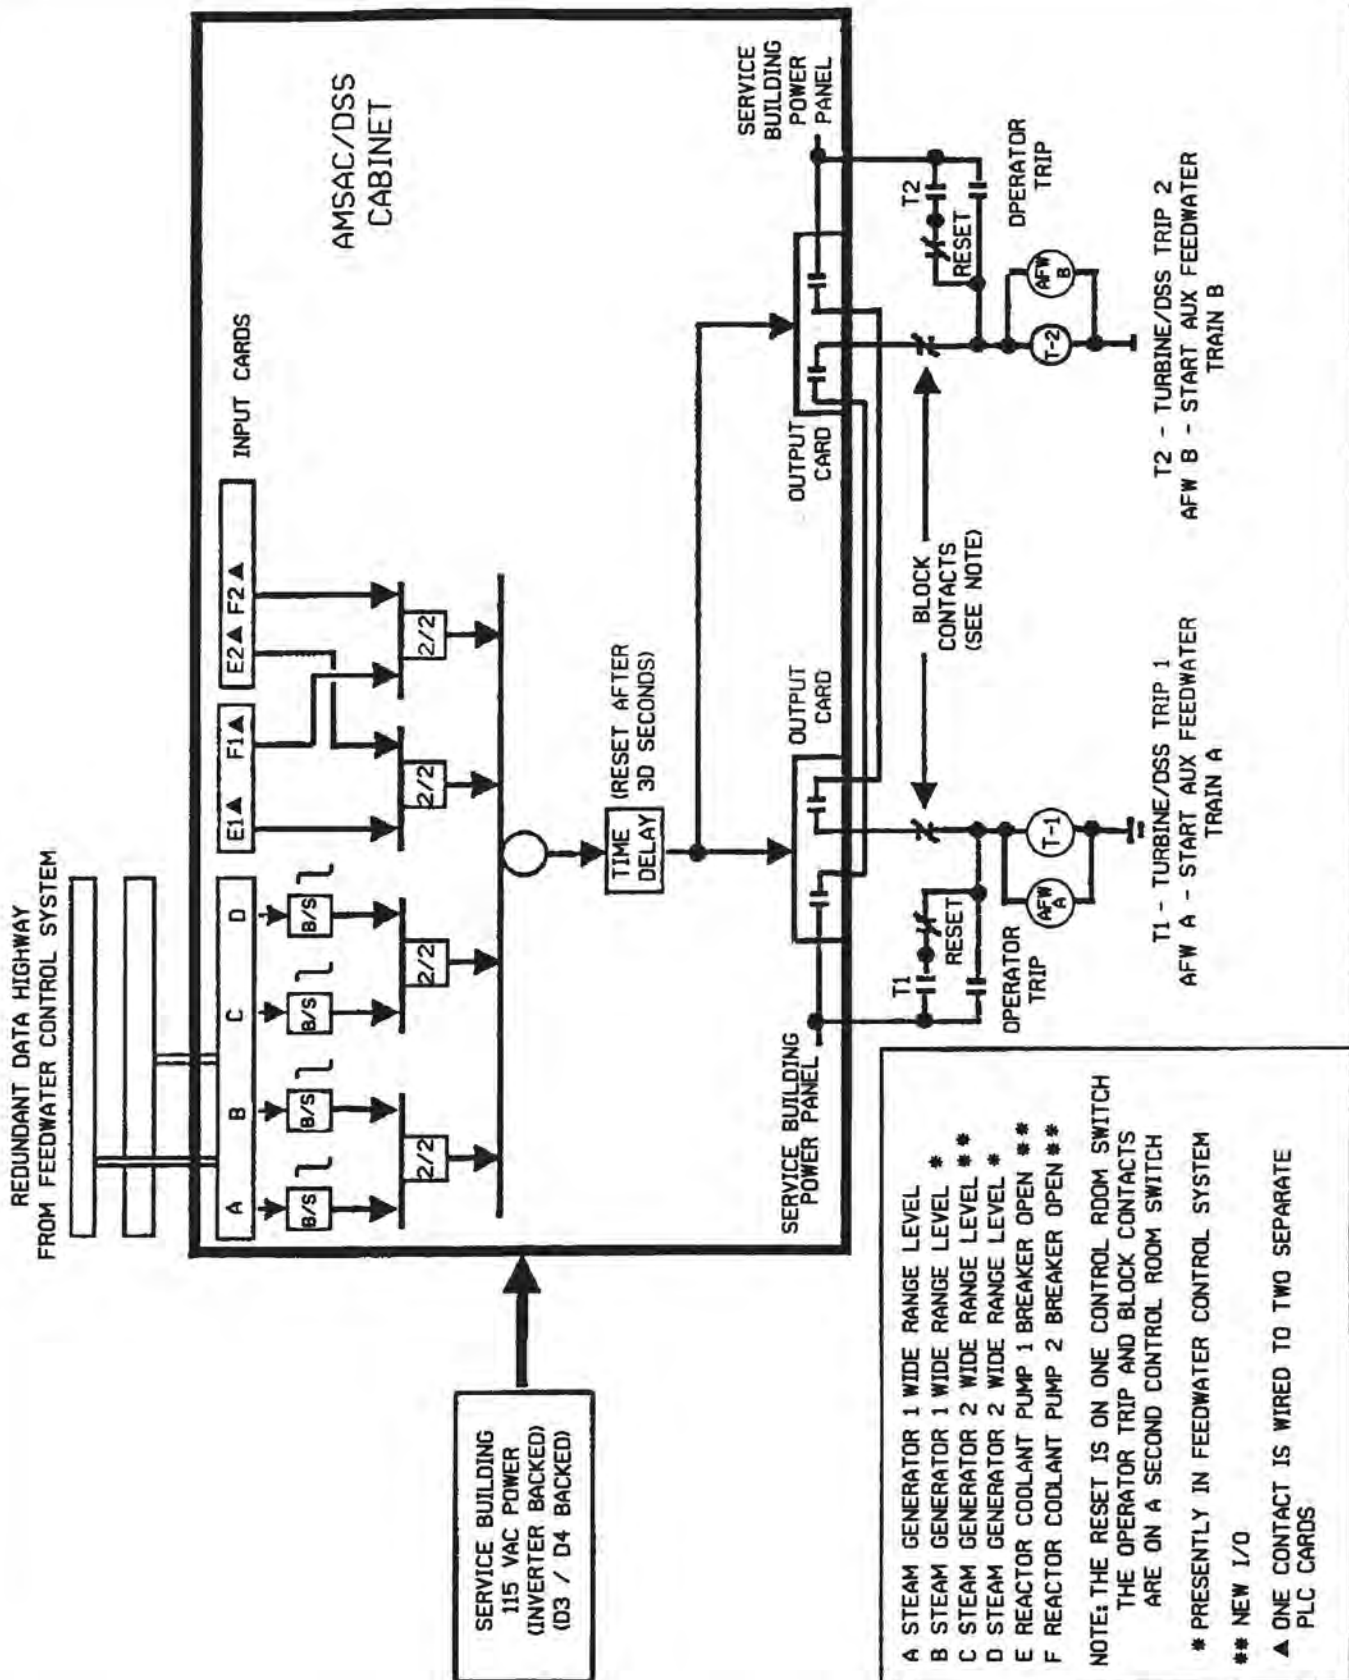 REDUNDANT DATA HIGHWAY
FROM FEEDWATER CONTROL SYSTEM
AMSAC/DSS
CABINET
INPUT CARDS
A
B
C
D
E1▲ F1▲
E2▲ F2▲
B/S
B/S
B/S
B/S
2/2
2/2
2/2
2/2
SERVICE BUILDING
115 VAC POWER
(INVERTER BACKED)
(D3 / D4 BACKED)
TIME
DELAY
(RESET AFTER
30 SECONDS)
OUTPUT
CARD
OUTPUT
CARD
SERVICE BUILDING
POWER PANEL
SERVICE
BUILDING
POWER
PANEL
T1
RESET
OPERATOR
TRIP
AFW
A
T-1
BLOCK
CONTACTS
(SEE NOTE)
T2
RESET
OPERATOR
TRIP
AFW
B
T-2
T1 - TURBINE/DSS TRIP 1
AFW A - START AUX FEEDWATER
TRAIN A
T2 - TURBINE/DSS TRIP 2
AFW B - START AUX FEEDWATER
TRAIN B
A STEAM GENERATOR 1 WIDE RANGE LEVEL
B STEAM GENERATOR 1 WIDE RANGE LEVEL *
C STEAM GENERATOR 2 WIDE RANGE LEVEL **
D STEAM GENERATOR 2 WIDE RANGE LEVEL *
E REACTOR COOLANT PUMP 1 BREAKER OPEN **
F REACTOR COOLANT PUMP 2 BREAKER OPEN **
NOTE: THE RESET IS ON ONE CONTROL ROOM SWITCH
THE OPERATOR TRIP AND BLOCK CONTACTS
ARE ON A SECOND CONTROL ROOM SWITCH
* PRESENTLY IN FEEDWATER CONTROL SYSTEM
** NEW I/O
▲ ONE CONTACT IS WIRED TO TWO SEPARATE
PLC CARDS